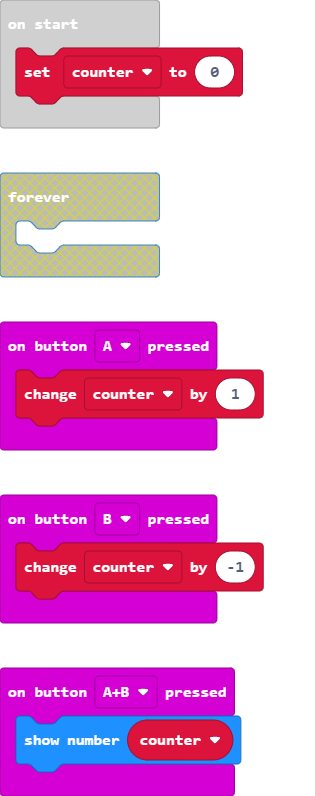 on start
set counter to 0
forever
on button A pressed
change counter by 1
on button B pressed
change counter by -1
on button A+B pressed
show number counter